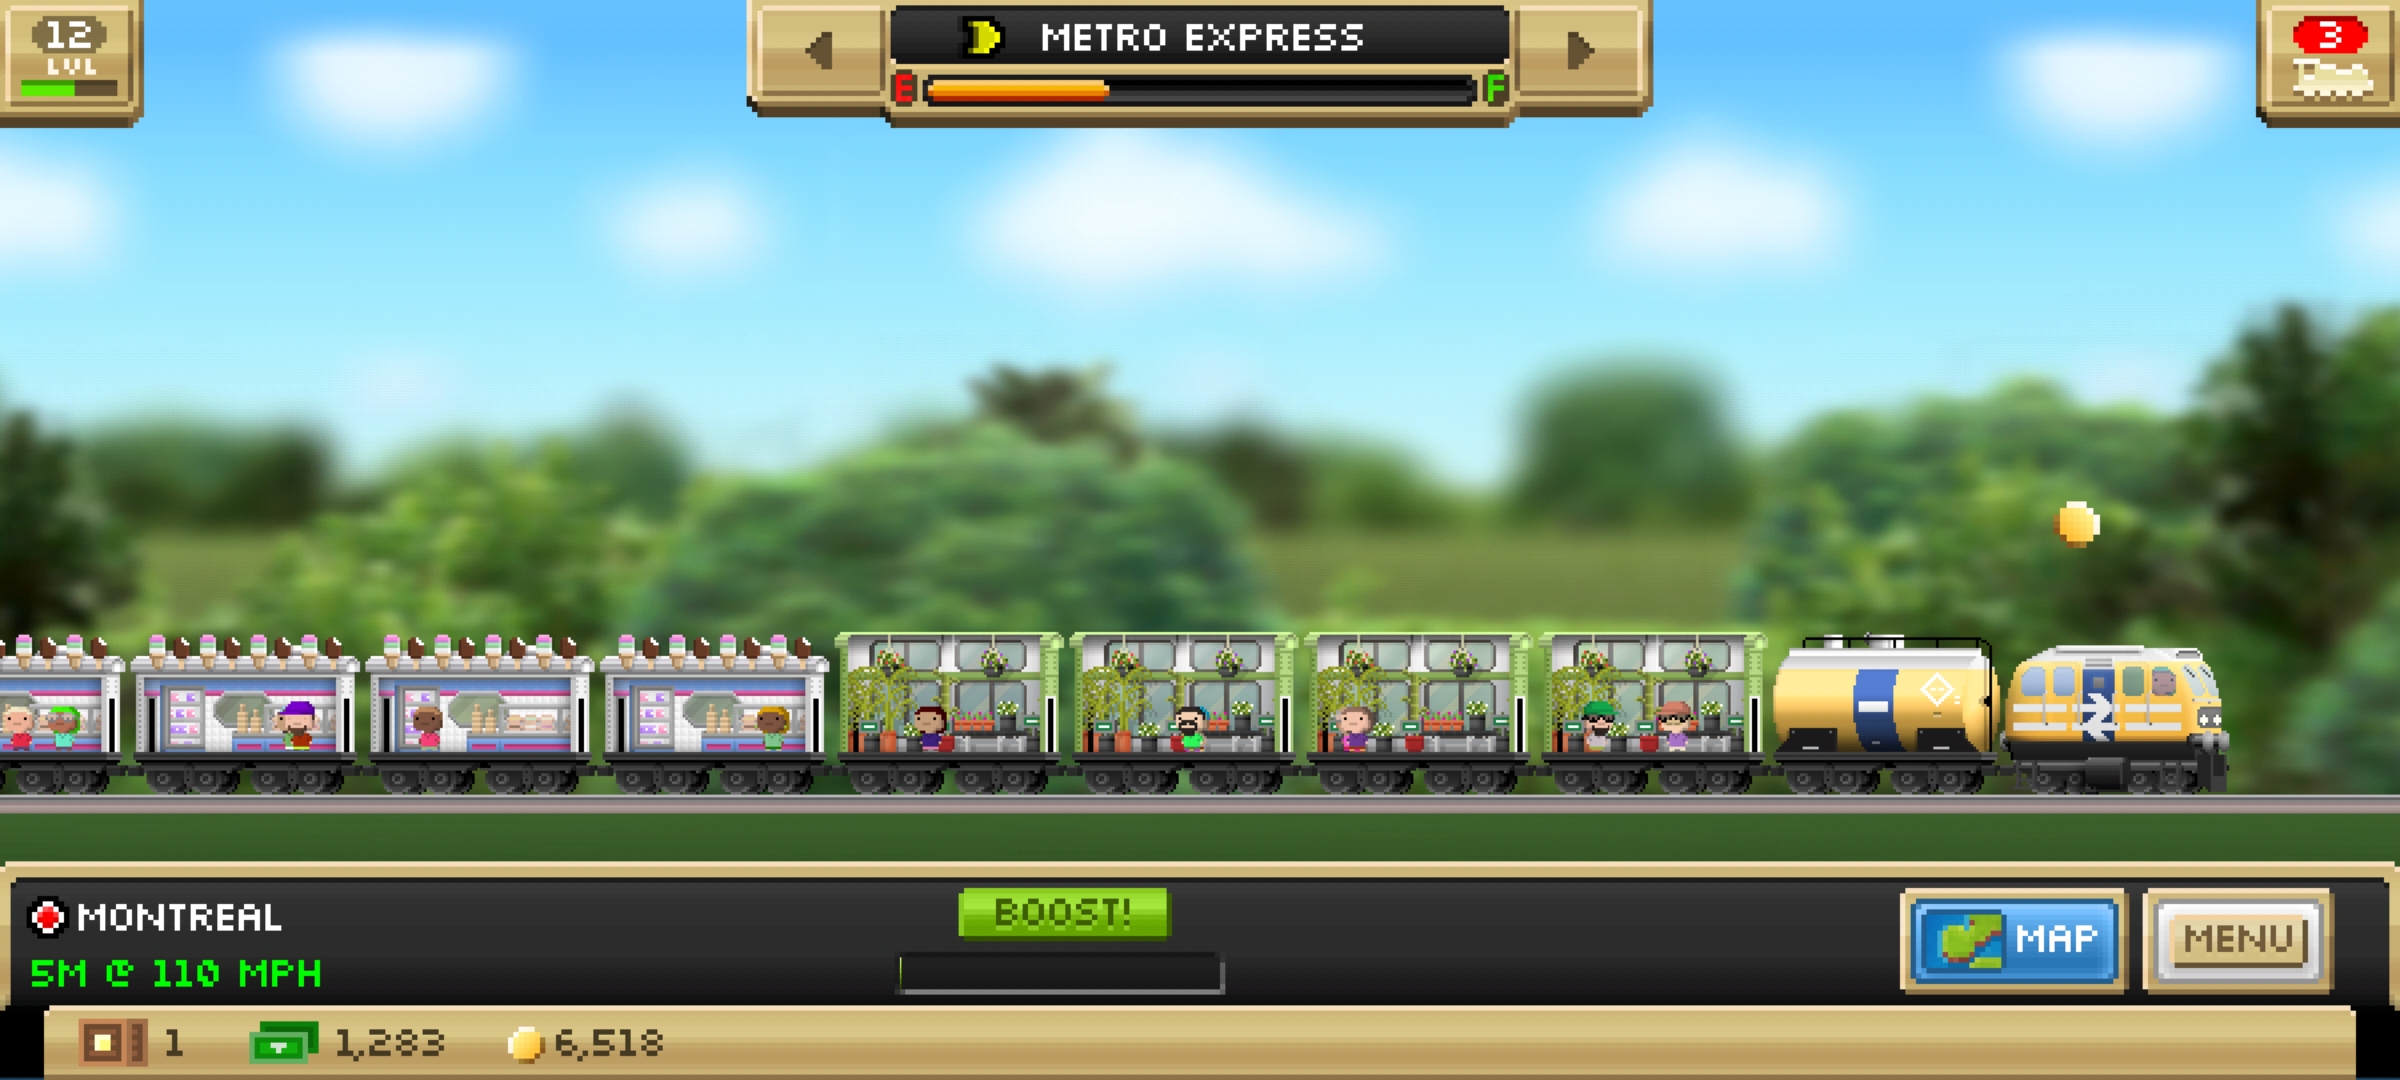 12
LVL
METRO EXPRESS
E F
3
MONTREAL
5M @ 110 MPH
BOOST!
MAP
MENU
1 1,283 6,518